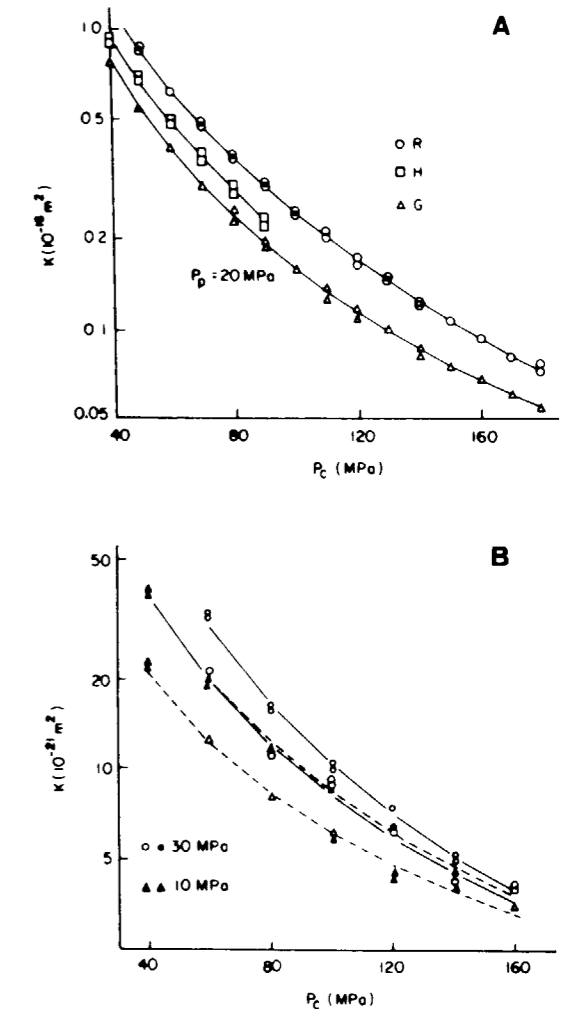 A
1.0
0.5
0.2
0.1
0.05
K (10⁻¹⁸ m²)
○ R
□ H
△ G
Pp = 20 MPa
40 80 120 160
Pc (MPa)
B
50
20
10
5
K (10⁻²¹ m²)
○ ● 30 MPa
▲ ▲ 10 MPa
40 80 120 160
Pc (MPa)